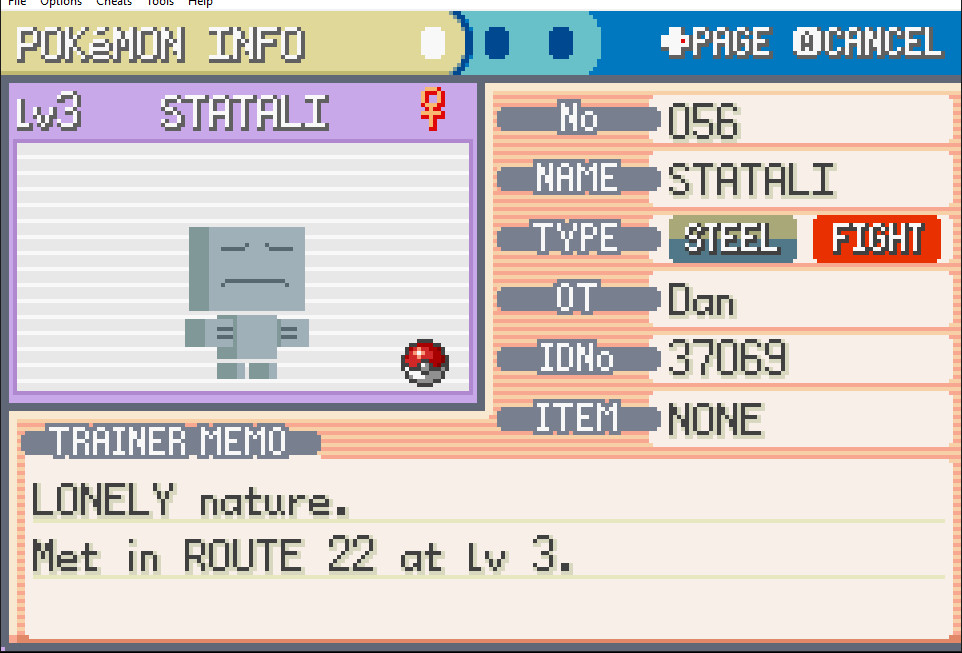 File Options Cheats Tools Help
POKéMON INFO PAGE A CANCEL
Lv3 STATALI ♀
No 056
NAME STATALI
TYPE STEEL FIGHT
OT Dan
IDNo 37069
ITEM NONE
TRAINER MEMO
LONELY nature.
Met in ROUTE 22 at Lv 3.